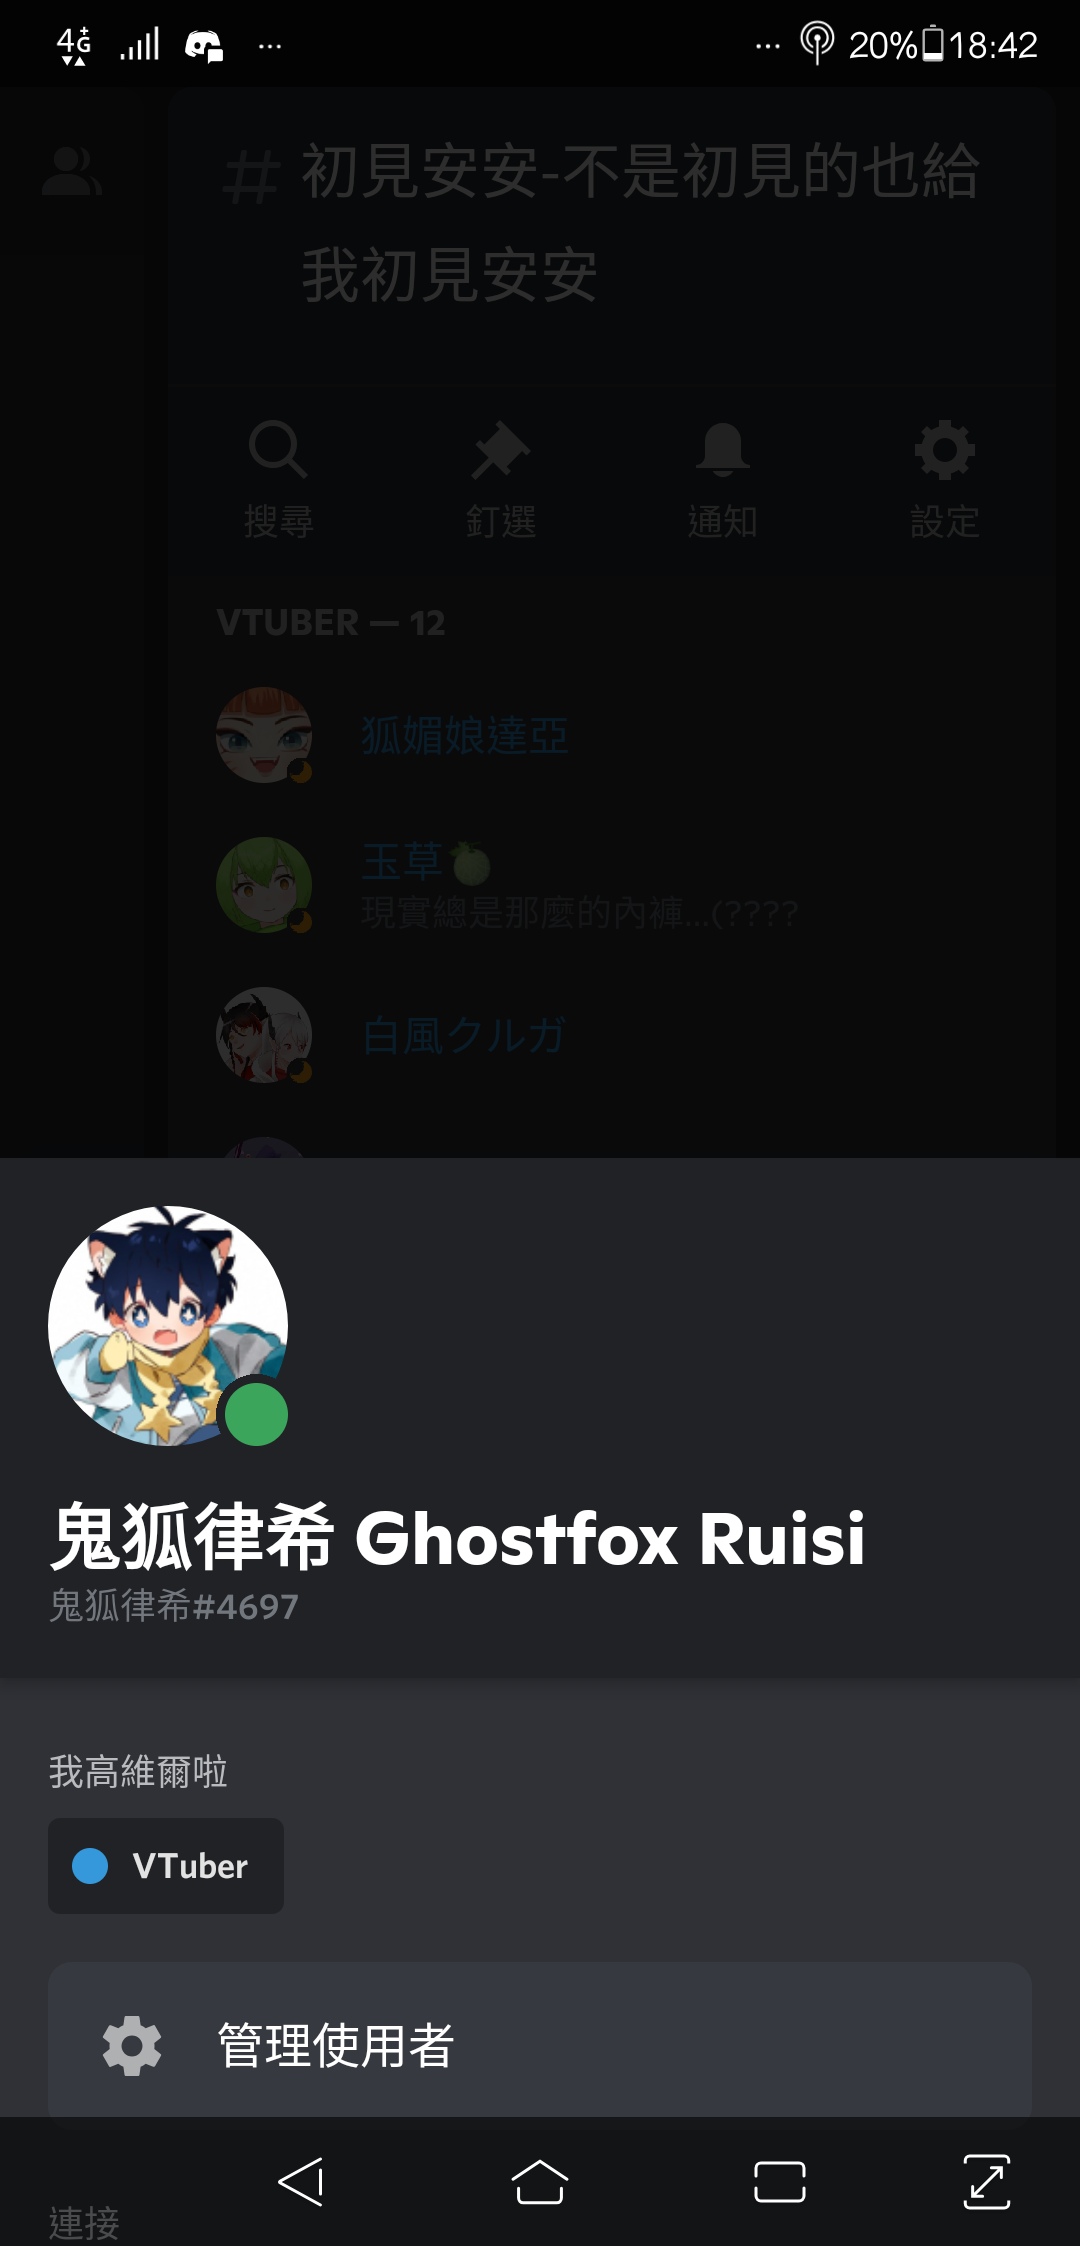 4G+ 20% 18:42
# 初見安安-不是初見的也給
我初見安安
搜尋 釘選 通知 設定
VTUBER — 12
狐媚娘達亞
玉草🍈
現實總是那麼的內褲...(????
白風クルガ
鬼狐律希 Ghostfox Ruisi
鬼狐律希#4697
我高維爾啦
VTuber
管理使用者
連接